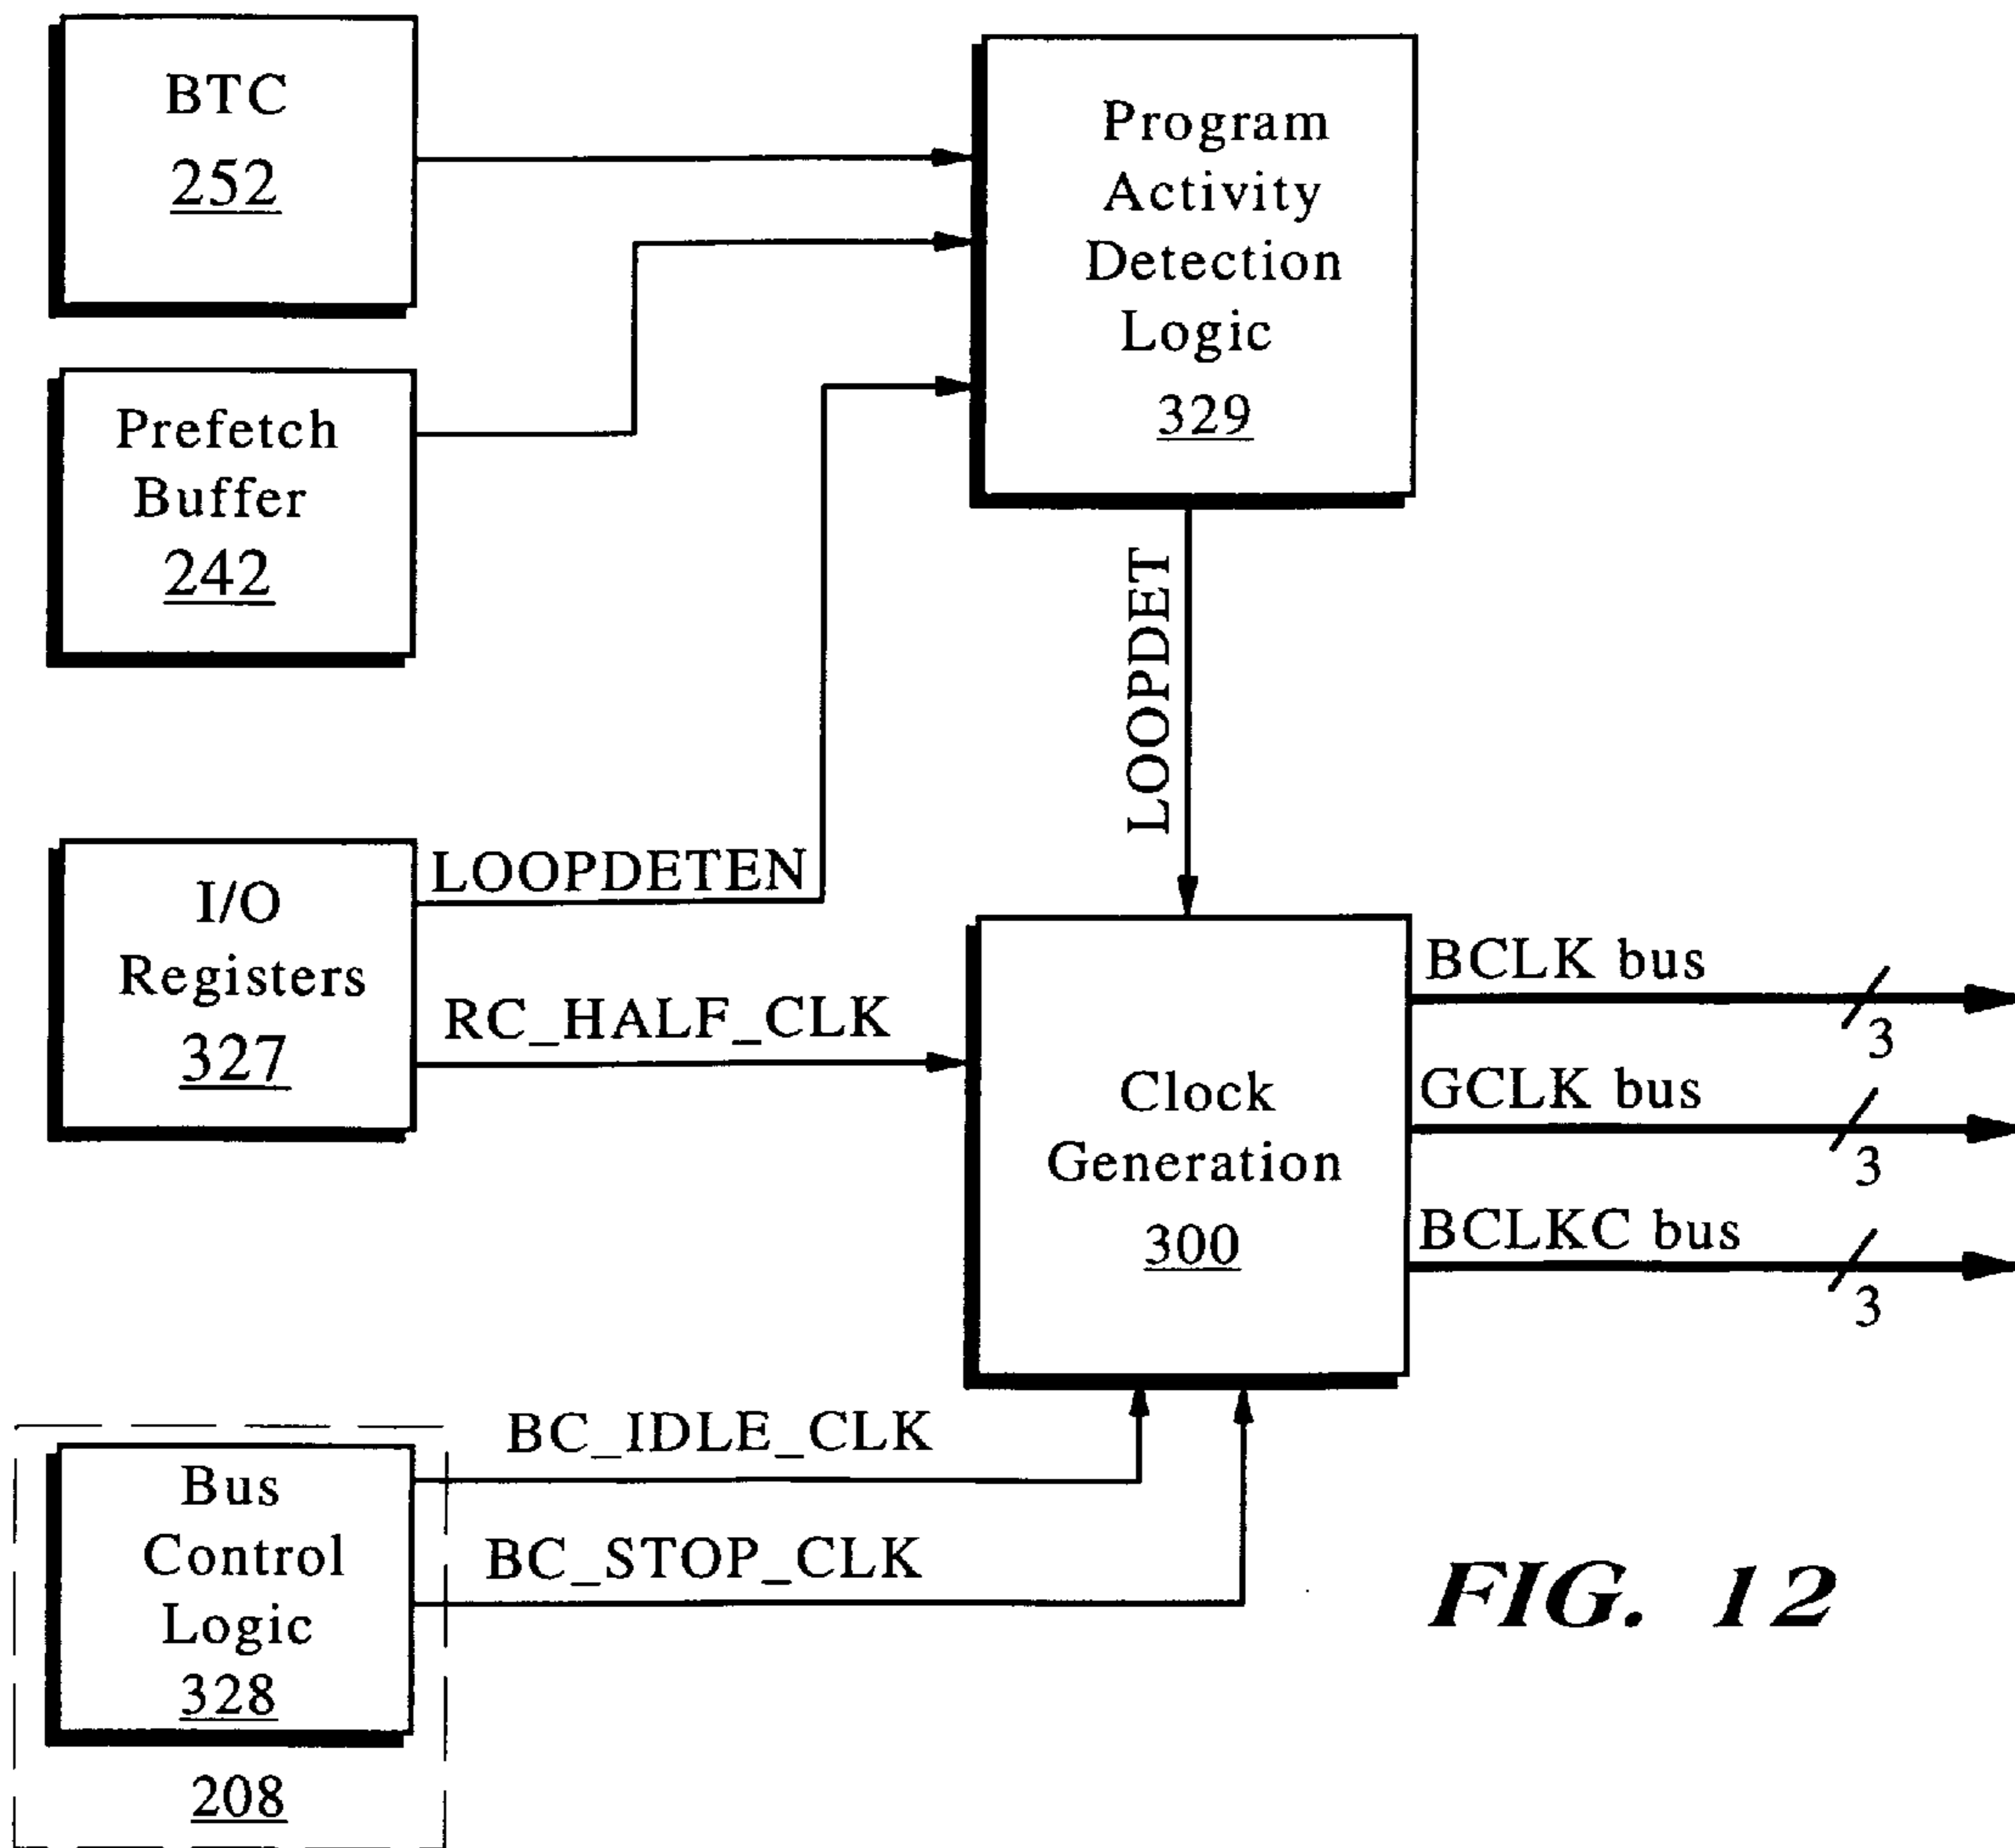 BTC
252
Prefetch
Buffer
242
Program
Activity
Detection
Logic
329
LOOPDET
I/O
Registers
327
LOOPDETEN
RC_HALF_CLK
Clock
Generation
300
BCLK bus
3
GCLK bus
3
BCLKC bus
3
Bus
Control
Logic
328
208
BC_IDLE_CLK
BC_STOP_CLK
FIG. 12